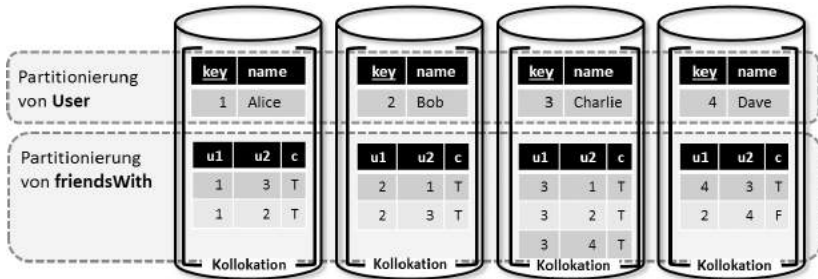 key name
key name
key name
key name
Partitionierung
von User
1 Alice
2 Bob
3 Charlie
4 Dave
Partitionierung
von friendsWith
u1 u2 c
1 3 T
1 2 T
u1 u2 c
2 1 T
2 3 T
u1 u2 c
3 1 T
3 2 T
3 4 T
u1 u2 c
4 3 T
2 4 F
Kollokation
Kollokation
Kollokation
Kollokation